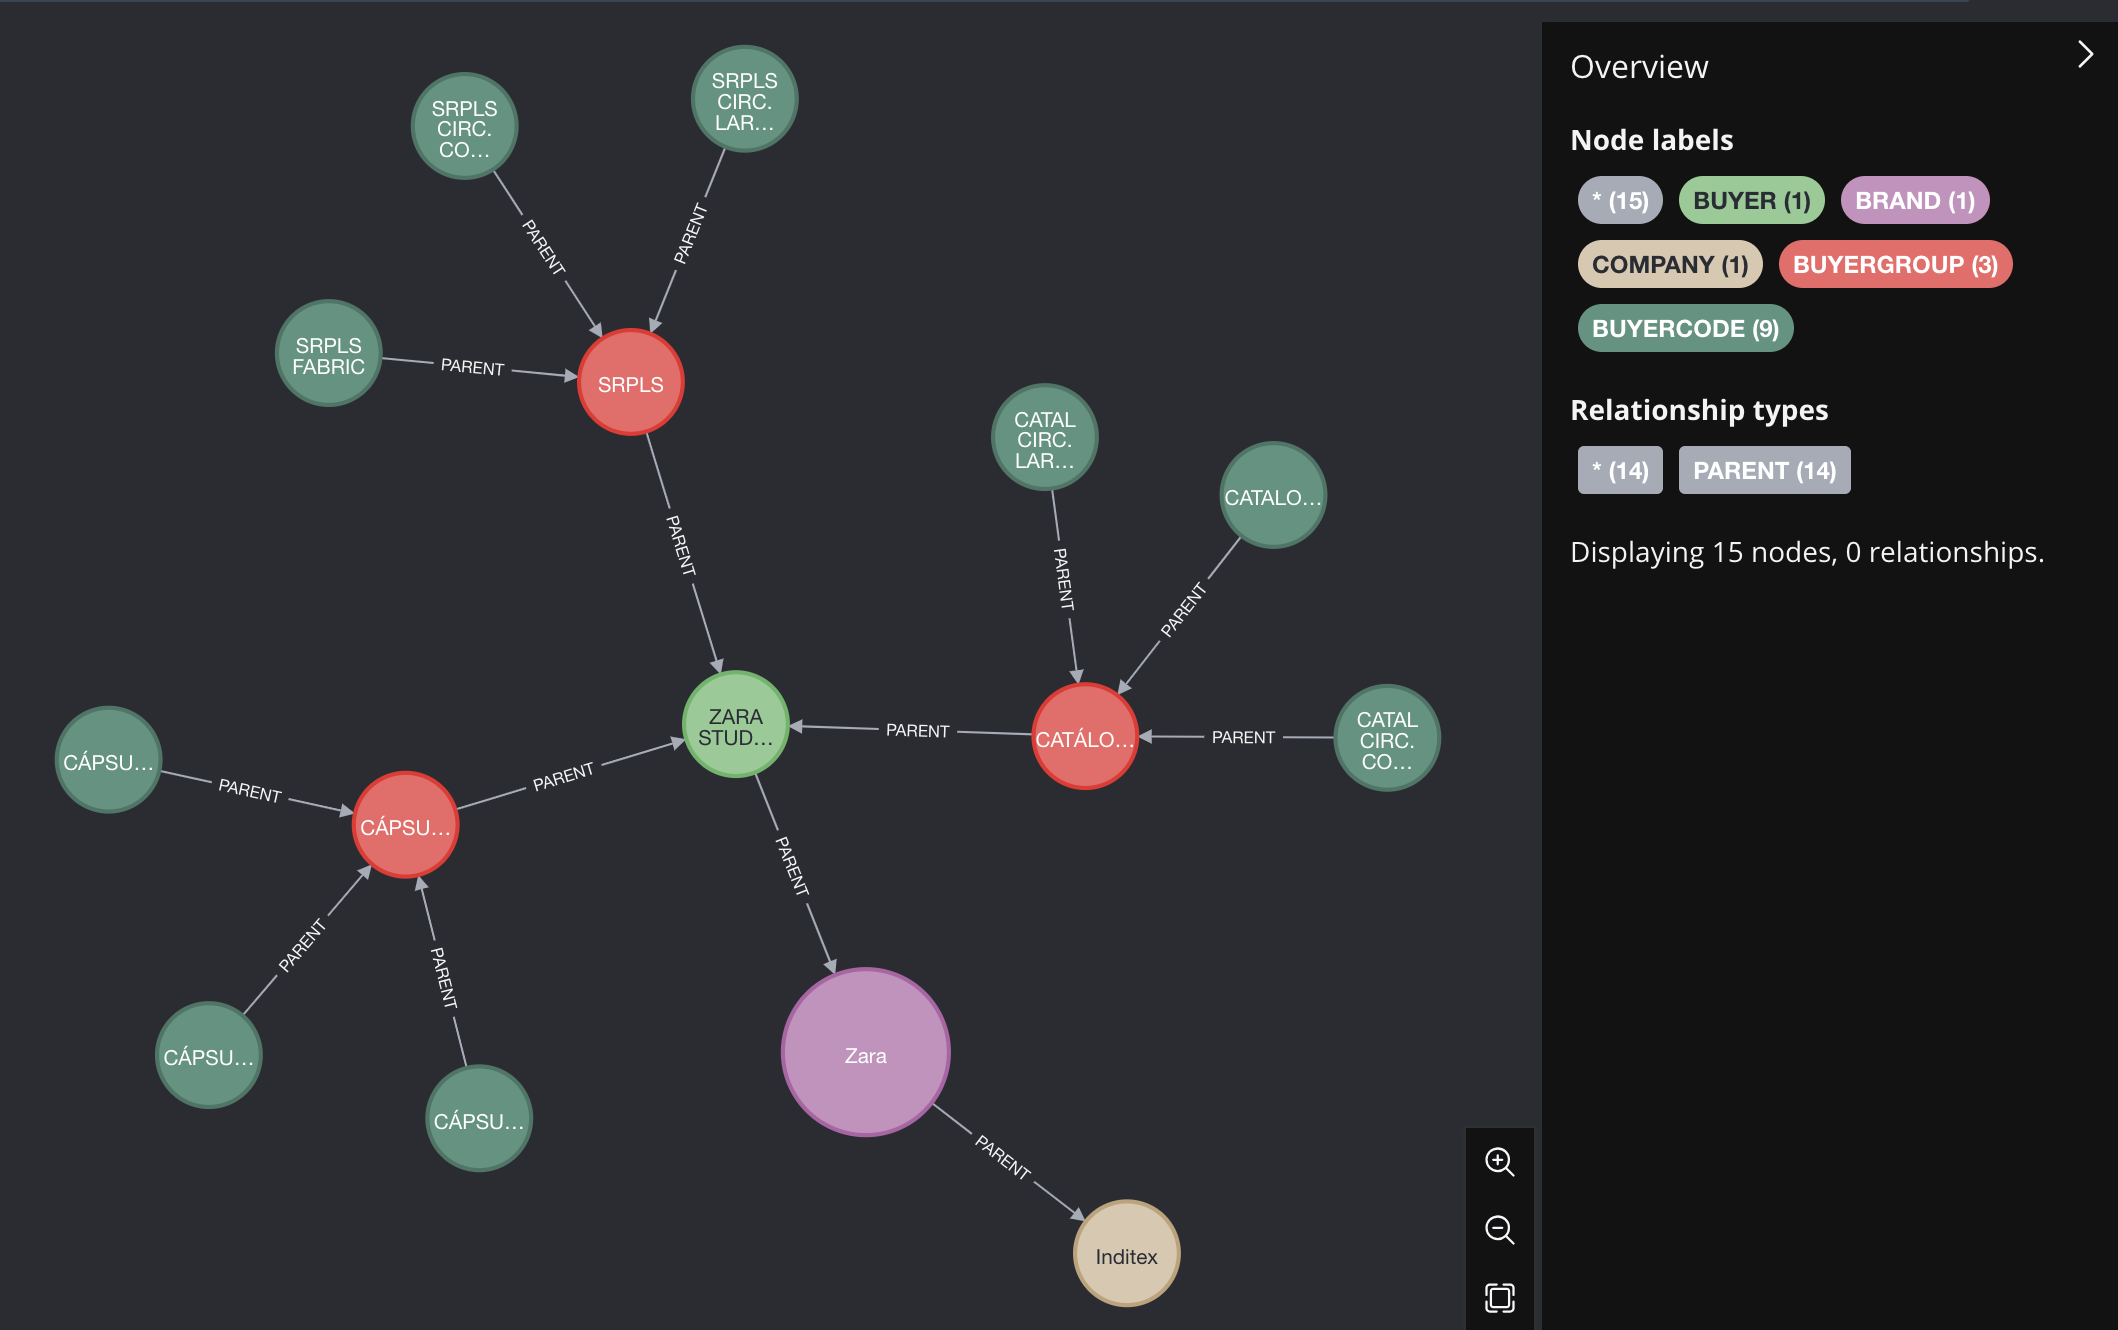 SRPLS
CIRC.
CO...
SRPLS
CIRC.
LAR...
PARENT
PARENT
SRPLS
FABRIC
PARENT
SRPLS
PARENT
CATAL
CIRC.
LAR...
CATALO...
PARENT
PARENT
ZARA
STUD...
PARENT
CATÁLO...
PARENT
CATAL
CIRC.
CO...
CÁPSU...
PARENT
CÁPSU...
PARENT
PARENT
PARENT
PARENT
CÁPSU...
CÁPSU...
Zara
PARENT
Inditex
Overview
Node labels
* (15)
BUYER (1)
BRAND (1)
COMPANY (1)
BUYERGROUP (3)
BUYERCODE (9)
Relationship types
* (14)
PARENT (14)
Displaying 15 nodes, 0 relationships.